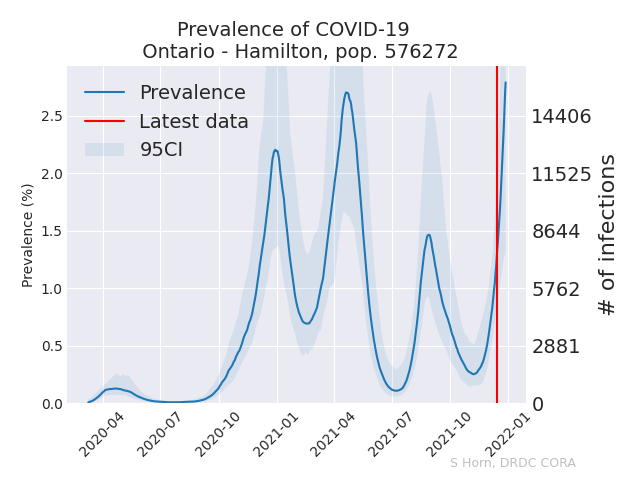 Prevalence of COVID-19
Ontario - Hamilton, pop. 576272
Prevalence
Latest data
95CI
Prevalence (%)
2.5
2.0
1.5
1.0
0.5
0.0
14406
11525
8644
5762
2881
0
# of infections
2020-04
2020-07
2020-10
2021-01
2021-04
2021-07
2021-10
2022-01
S Horn, DRDC CORA